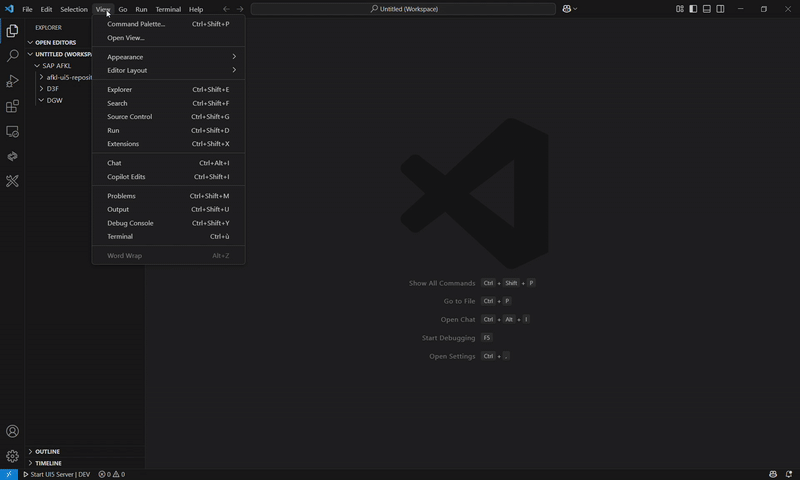 File Edit Selection View Go Run Terminal Help
Untitled (Workspace)
EXPLORER
OPEN EDITORS
UNTITLED (WORKSP
SAP AFKL
afkl-ui5-reposit
D3F
DGW
Command Palette... Ctrl+Shift+P
Open View...
Appearance
Editor Layout
Explorer Ctrl+Shift+E
Search Ctrl+Shift+F
Source Control Ctrl+Shift+G
Run Ctrl+Shift+D
Extensions Ctrl+Shift+X
Chat Ctrl+Alt+I
Copilot Edits Ctrl+Shift+I
Problems Ctrl+Shift+M
Output Ctrl+Shift+U
Debug Console Ctrl+Shift+Y
Terminal Ctrl+ù
Word Wrap Alt+Z
Show All Commands Ctrl + Shift + P
Go to File Ctrl + P
Open Chat Ctrl + Alt + I
Start Debugging F5
Open Settings Ctrl + ,
OUTLINE
TIMELINE
Start UI5 Server | DEV 0 0